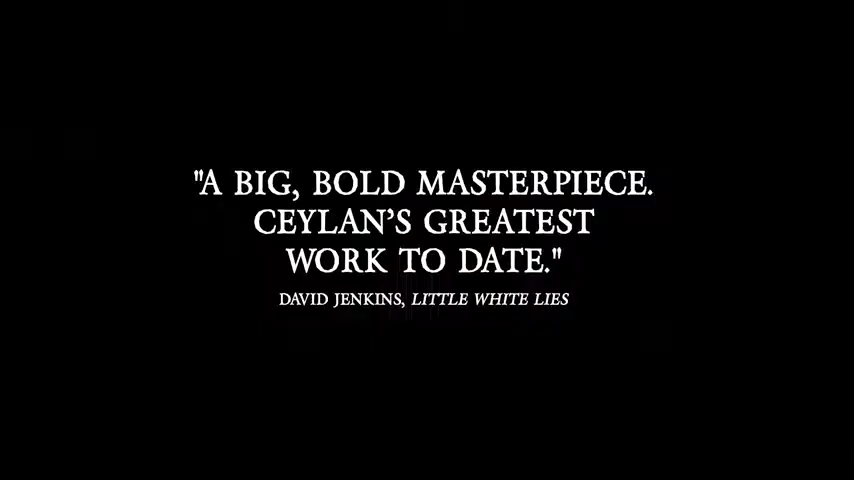 "A BIG, BOLD MASTERPIECE.
CEYLAN’S GREATEST
WORK TO DATE."
DAVID JENKINS, LITTLE WHITE LIES